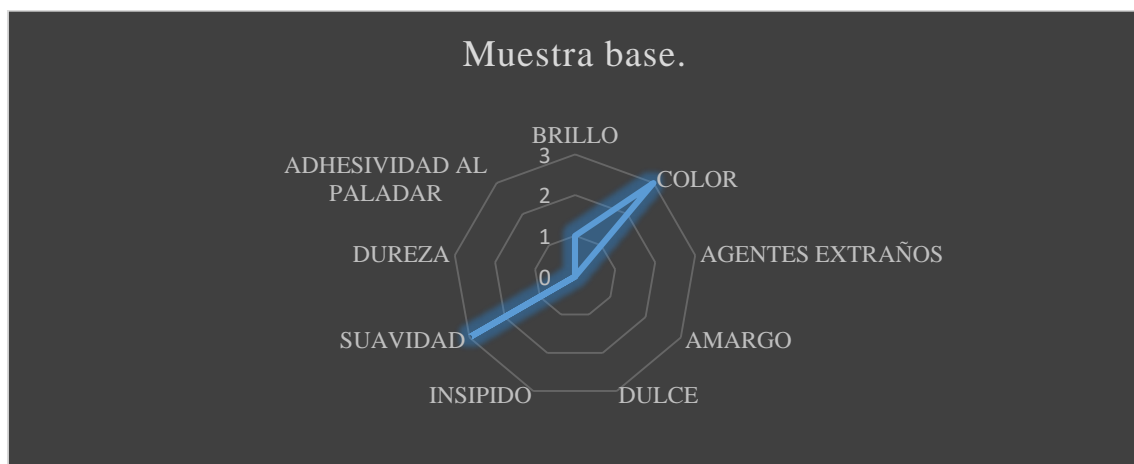 Muestra base.
BRILLO
COLOR
AGENTES EXTRAÑOS
AMARGO
DULCE
INSIPIDO
SUAVIDAD
DUREZA
ADHESIVIDAD AL
PALADAR
3
2
1
0